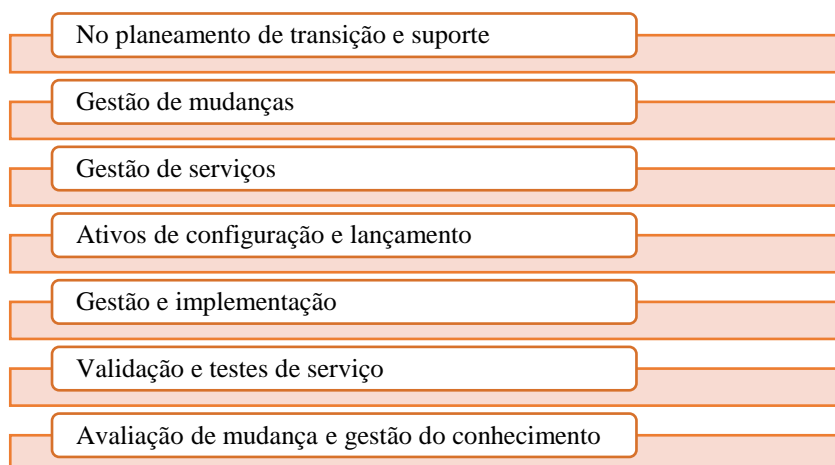 No planeamento de transição e suporte
Gestão de mudanças
Gestão de serviços
Ativos de configuração e lançamento
Gestão e implementação
Validação e testes de serviço
Avaliação de mudança e gestão do conhecimento